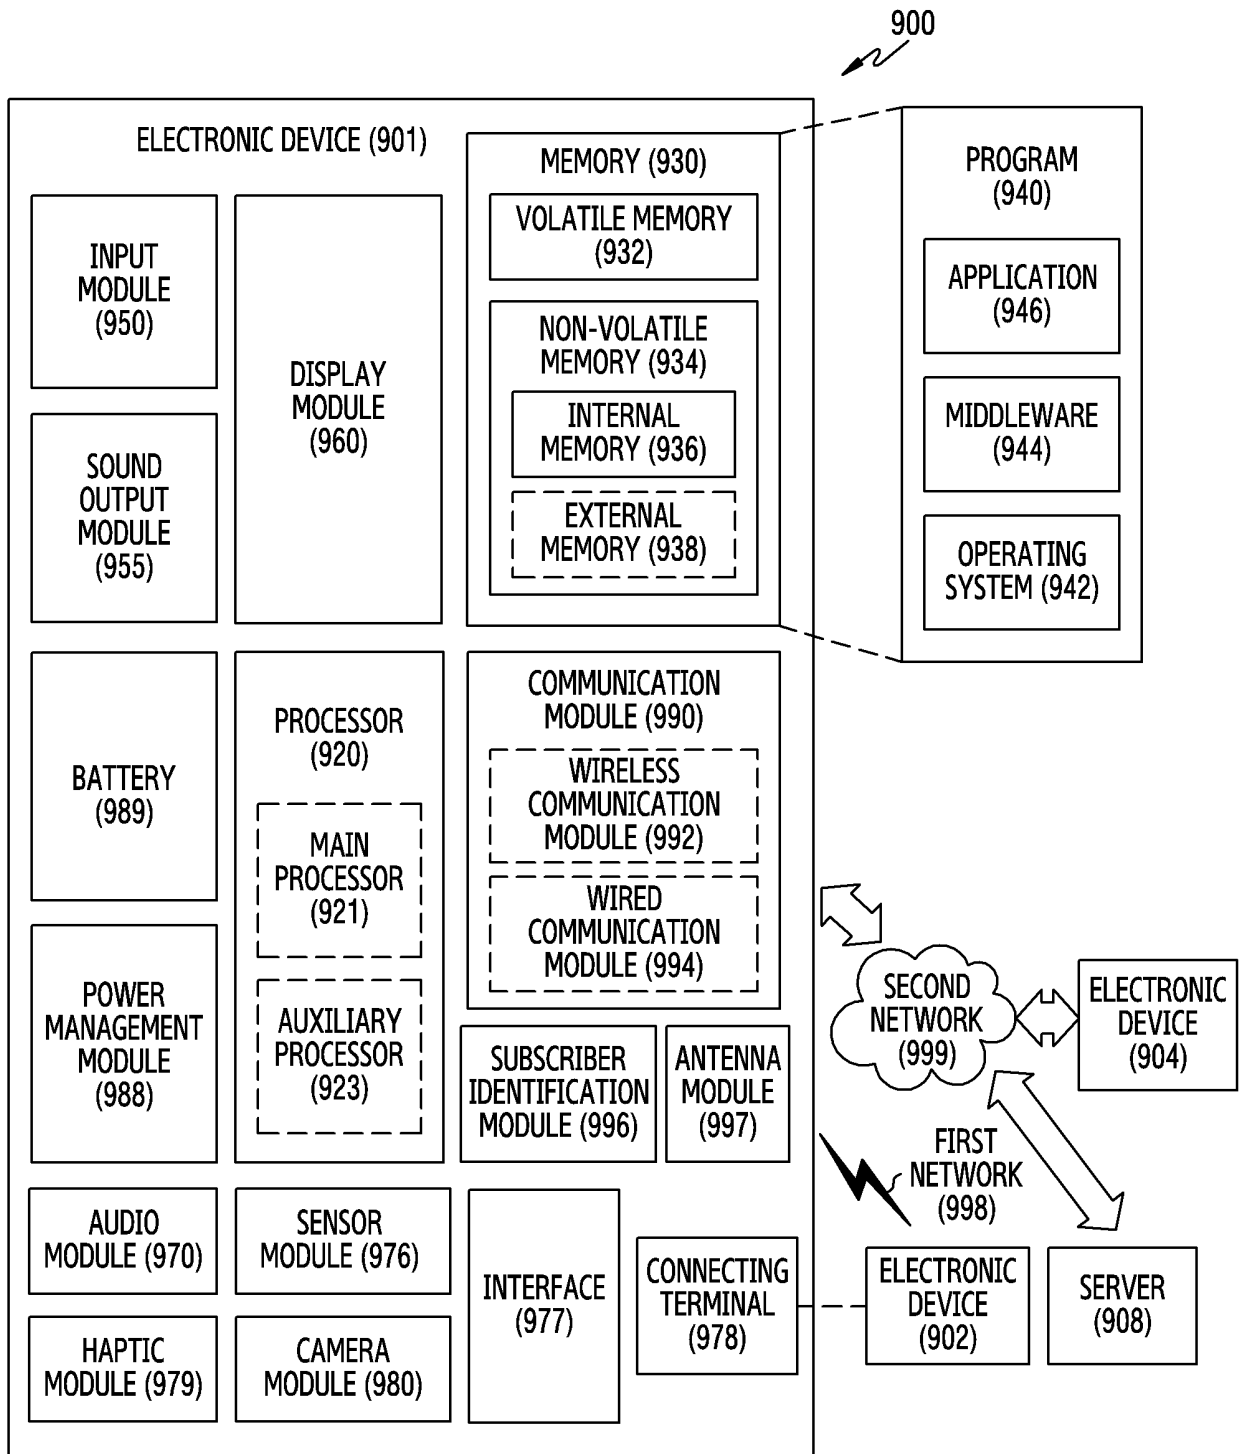 900
ELECTRONIC DEVICE (901)
INPUT
MODULE
(950)
SOUND
OUTPUT
MODULE
(955)
DISPLAY
MODULE
(960)
MEMORY (930)
VOLATILE MEMORY
(932)
NON-VOLATILE
MEMORY (934)
INTERNAL
MEMORY (936)
EXTERNAL
MEMORY (938)
PROGRAM
(940)
APPLICATION
(946)
MIDDLEWARE
(944)
OPERATING
SYSTEM (942)
BATTERY
(989)
POWER
MANAGEMENT
MODULE
(988)
PROCESSOR
(920)
MAIN
PROCESSOR
(921)
AUXILIARY
PROCESSOR
(923)
COMMUNICATION
MODULE (990)
WIRELESS
COMMUNICATION
MODULE (992)
WIRED
COMMUNICATION
MODULE (994)
SUBSCRIBER
IDENTIFICATION
MODULE (996)
ANTENNA
MODULE
(997)
SECOND
NETWORK
(999)
ELECTRONIC
DEVICE
(904)
FIRST
NETWORK
(998)
AUDIO
MODULE (970)
SENSOR
MODULE (976)
INTERFACE
(977)
CONNECTING
TERMINAL
(978)
ELECTRONIC
DEVICE
(902)
SERVER
(908)
HAPTIC
MODULE (979)
CAMERA
MODULE (980)